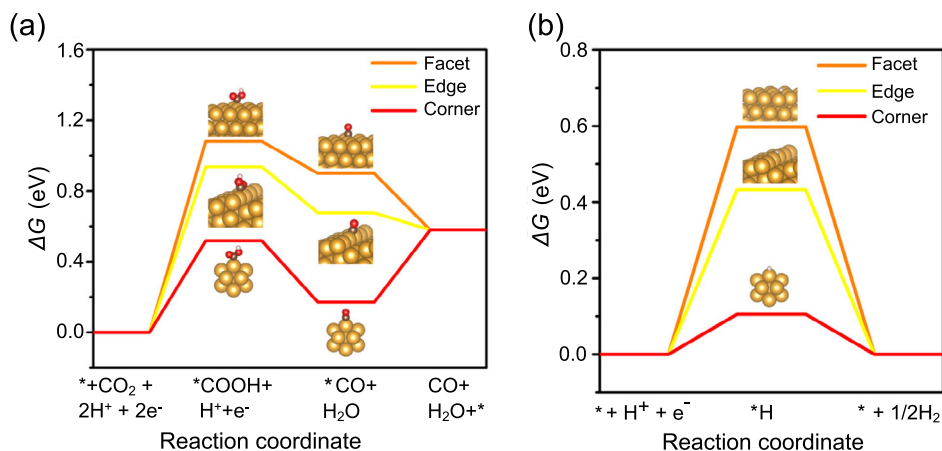 (a)
1.6
1.2
0.8
0.4
0.0
ΔG (eV)
Facet
Edge
Corner
*+CO₂ +
2H⁺ + 2e⁻
*COOH+
H⁺+e⁻
*CO+
H₂O
CO+
H₂O+*
Reaction coordinate
(b)
0.8
0.6
0.4
0.2
0.0
ΔG (eV)
Facet
Edge
Corner
* + H⁺ + e⁻
*H
* + 1/2H₂
Reaction coordinate